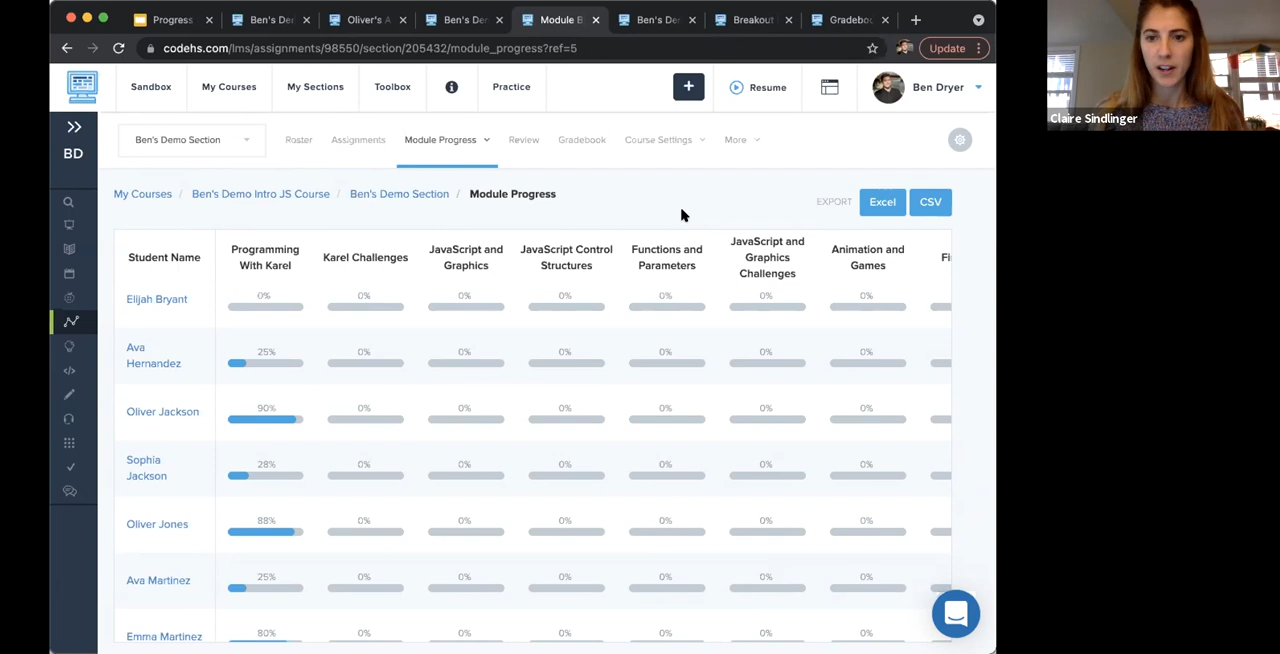 Progress
Ben's Der
Oliver's A
Ben's Der
Module B
Ben's De
Breakout
Gradebo
codehs.com/lms/assignments/98550/section/205432/module_progress?ref=5
Update
Sandbox
My Courses
My Sections
Toolbox
Practice
Resume
Ben Dryer
Claire Sindlinger
BD
Ben's Demo Section
Roster
Assignments
Module Progress
Review
Gradebook
Course Settings
More
My Courses / Ben's Demo Intro JS Course / Ben's Demo Section / Module Progress
EXPORT
Excel
CSV
Student Name
Programming
With Karel
Karel Challenges
JavaScript and
Graphics
JavaScript Control
Structures
Functions and
Parameters
JavaScript and
Graphics
Challenges
Animation and
Games
Elijah Bryant
0% 0% 0% 0% 0% 0% 0%
Ava
Hernandez
25% 0% 0% 0% 0% 0% 0%
Oliver Jackson
90% 0% 0% 0% 0% 0% 0%
Sophia
Jackson
28% 0% 0% 0% 0% 0% 0%
Oliver Jones
88% 0% 0% 0% 0% 0% 0%
Ava Martinez
25% 0% 0% 0% 0% 0% 0%
Emma Martinez
80% 0% 0% 0% 0% 0% 0%